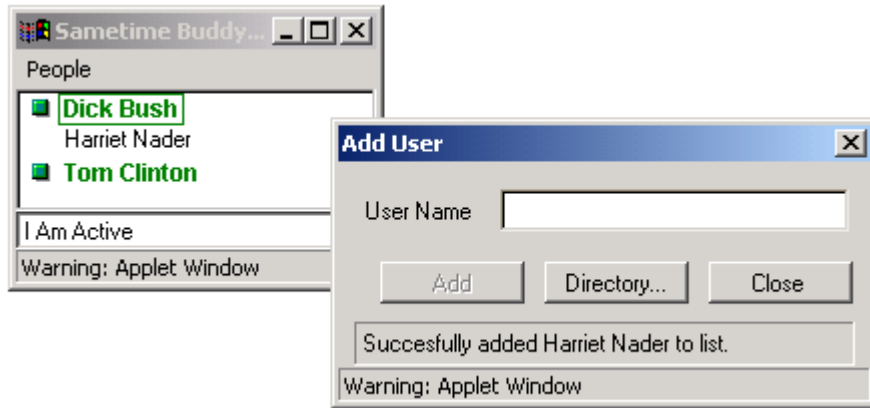 Sametime Buddy...
People
Dick Bush
Harriet Nader
Tom Clinton
I Am Active
Warning: Applet Window
Add User
User Name
Add Directory... Close
Succesfully added Harriet Nader to list.
Warning: Applet Window